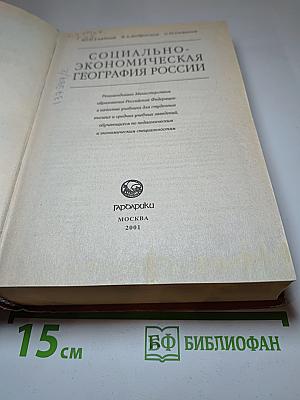 СОЦИАЛЬНО-
ЭКОНОМИЧЕСКАЯ
ГЕОГРАФИЯ РОССИИ
Рекомендовано Министерством
образования Российской Федерации
в качестве учебника для студентов
высших и средних учебных заведений,
обучающихся по педагогическим
и экономическим специальностям
ГАРДАРИКИ
МОСКВА
2001
15 см
БФ БИБЛИОФАН